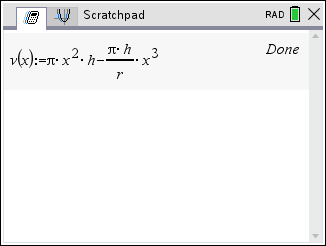 Scratchpad RAD
v(x):=π·x²·h−(π·h)/r·x³ Done